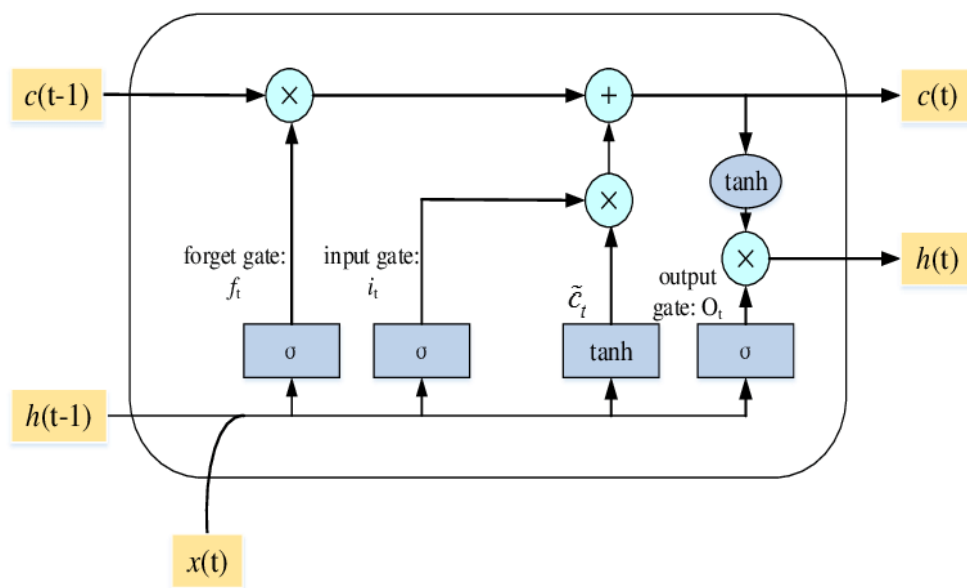 c(t-1)
×
+
c(t)
tanh
×
forget gate:
f_t
input gate:
i_t
×
h(t)
output
gate: O_t
c̃_t
σ
σ
tanh
σ
h(t-1)
x(t)